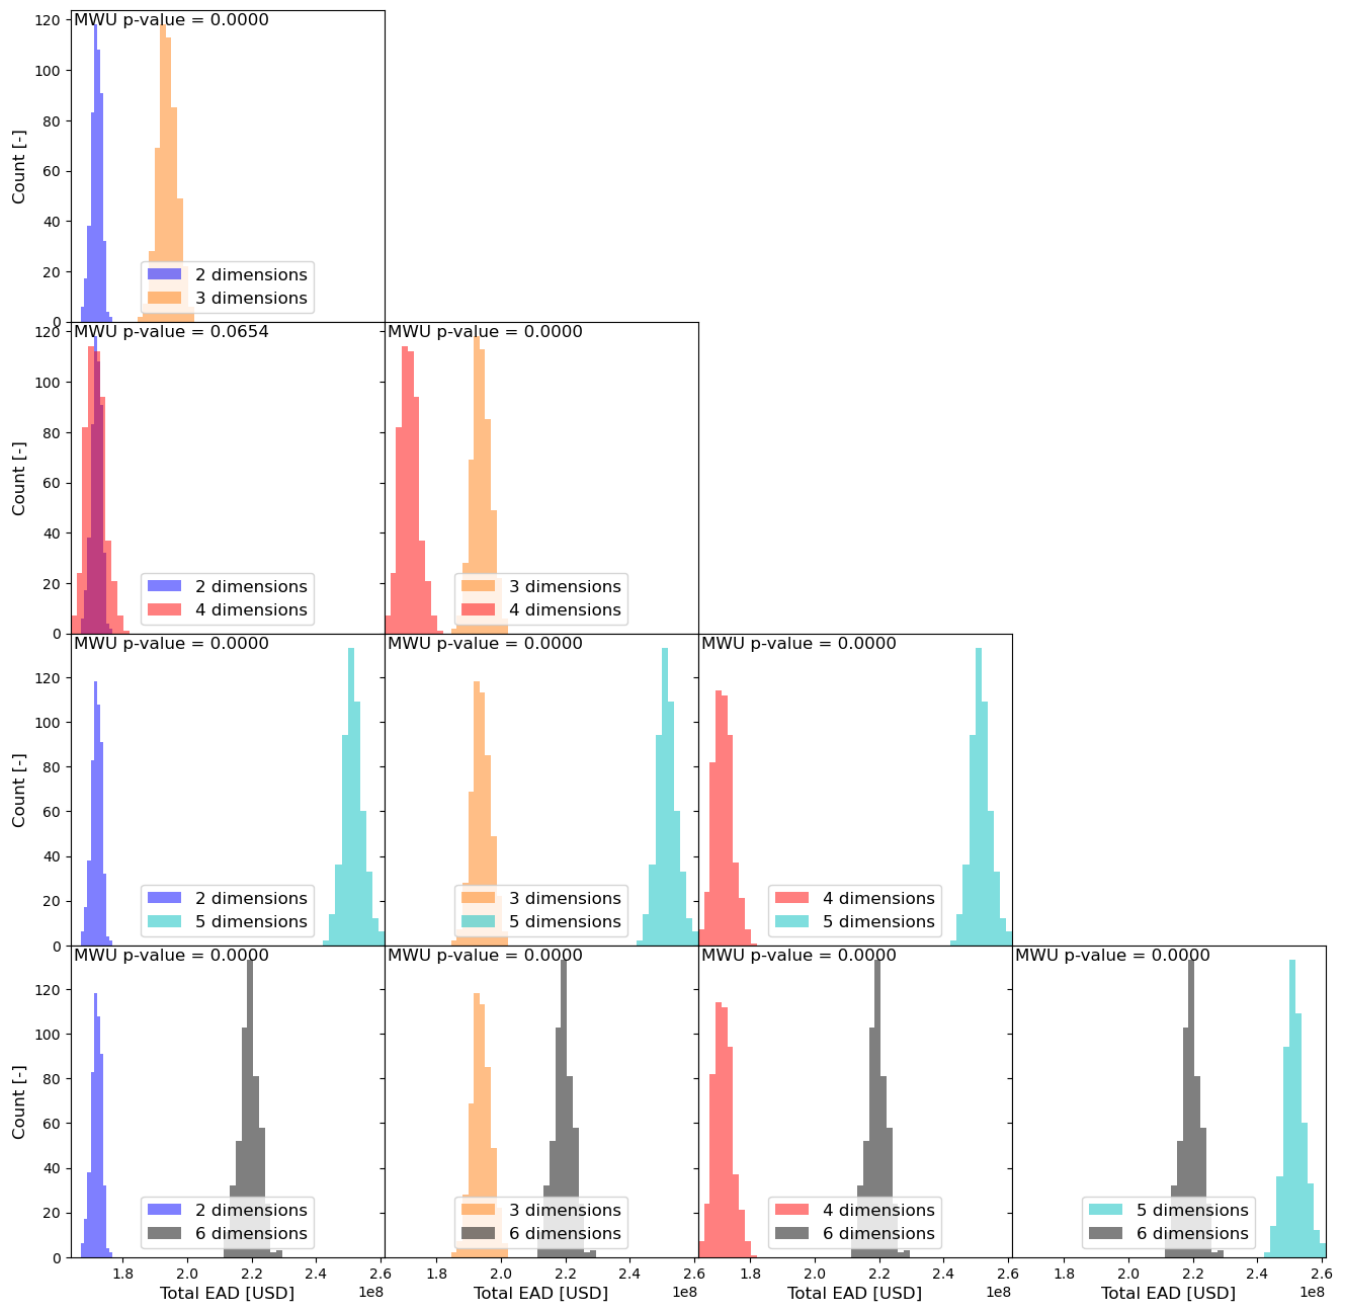 MWU p-value = 0.0000
120
100
80
60
40
20
0
Count [-]
2 dimensions
3 dimensions
MWU p-value = 0.0654
MWU p-value = 0.0000
120
100
80
60
40
20
0
Count [-]
2 dimensions
4 dimensions
3 dimensions
4 dimensions
MWU p-value = 0.0000
MWU p-value = 0.0000
MWU p-value = 0.0000
120
100
80
60
40
20
0
Count [-]
2 dimensions
5 dimensions
3 dimensions
5 dimensions
4 dimensions
5 dimensions
MWU p-value = 0.0000
MWU p-value = 0.0000
MWU p-value = 0.0000
MWU p-value = 0.0000
120
100
80
60
40
20
0
Count [-]
2 dimensions
6 dimensions
3 dimensions
6 dimensions
4 dimensions
6 dimensions
5 dimensions
6 dimensions
1.8 2.0 2.2 2.4 2.6
1.8 2.0 2.2 2.4 2.6
1.8 2.0 2.2 2.4 2.6
1.8 2.0 2.2 2.4 2.6
Total EAD [USD] 1e8
Total EAD [USD] 1e8
Total EAD [USD] 1e8
Total EAD [USD] 1e8